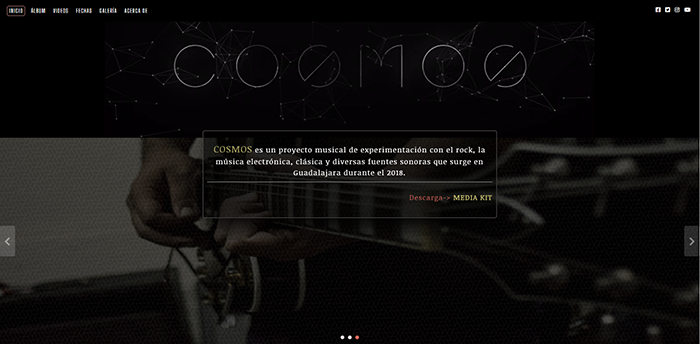 INICIO ÁLBUM VIDEOS FECHAS GALERÍA ACERCA DE
COSMOS
COSMOS es un proyecto musical de experimentación con el rock, la
música electrónica, clásica y diversas fuentes sonoras que surge en
Guadalajara durante el 2018.
Descarga-> MEDIA KIT